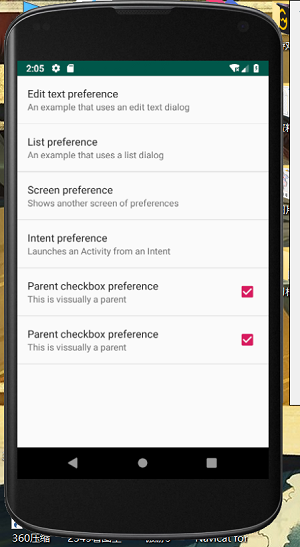 2:05
Edit text preference
An example that uses an edit text dialog
List preference
An example that uses a list dialog
Screen preference
Shows another screen of preferences
Intent preference
Launches an Activity from an Intent
Parent checkbox preference
This is vissually a parent
Parent checkbox preference
This is vissually a parent
360压缩
Navicat for